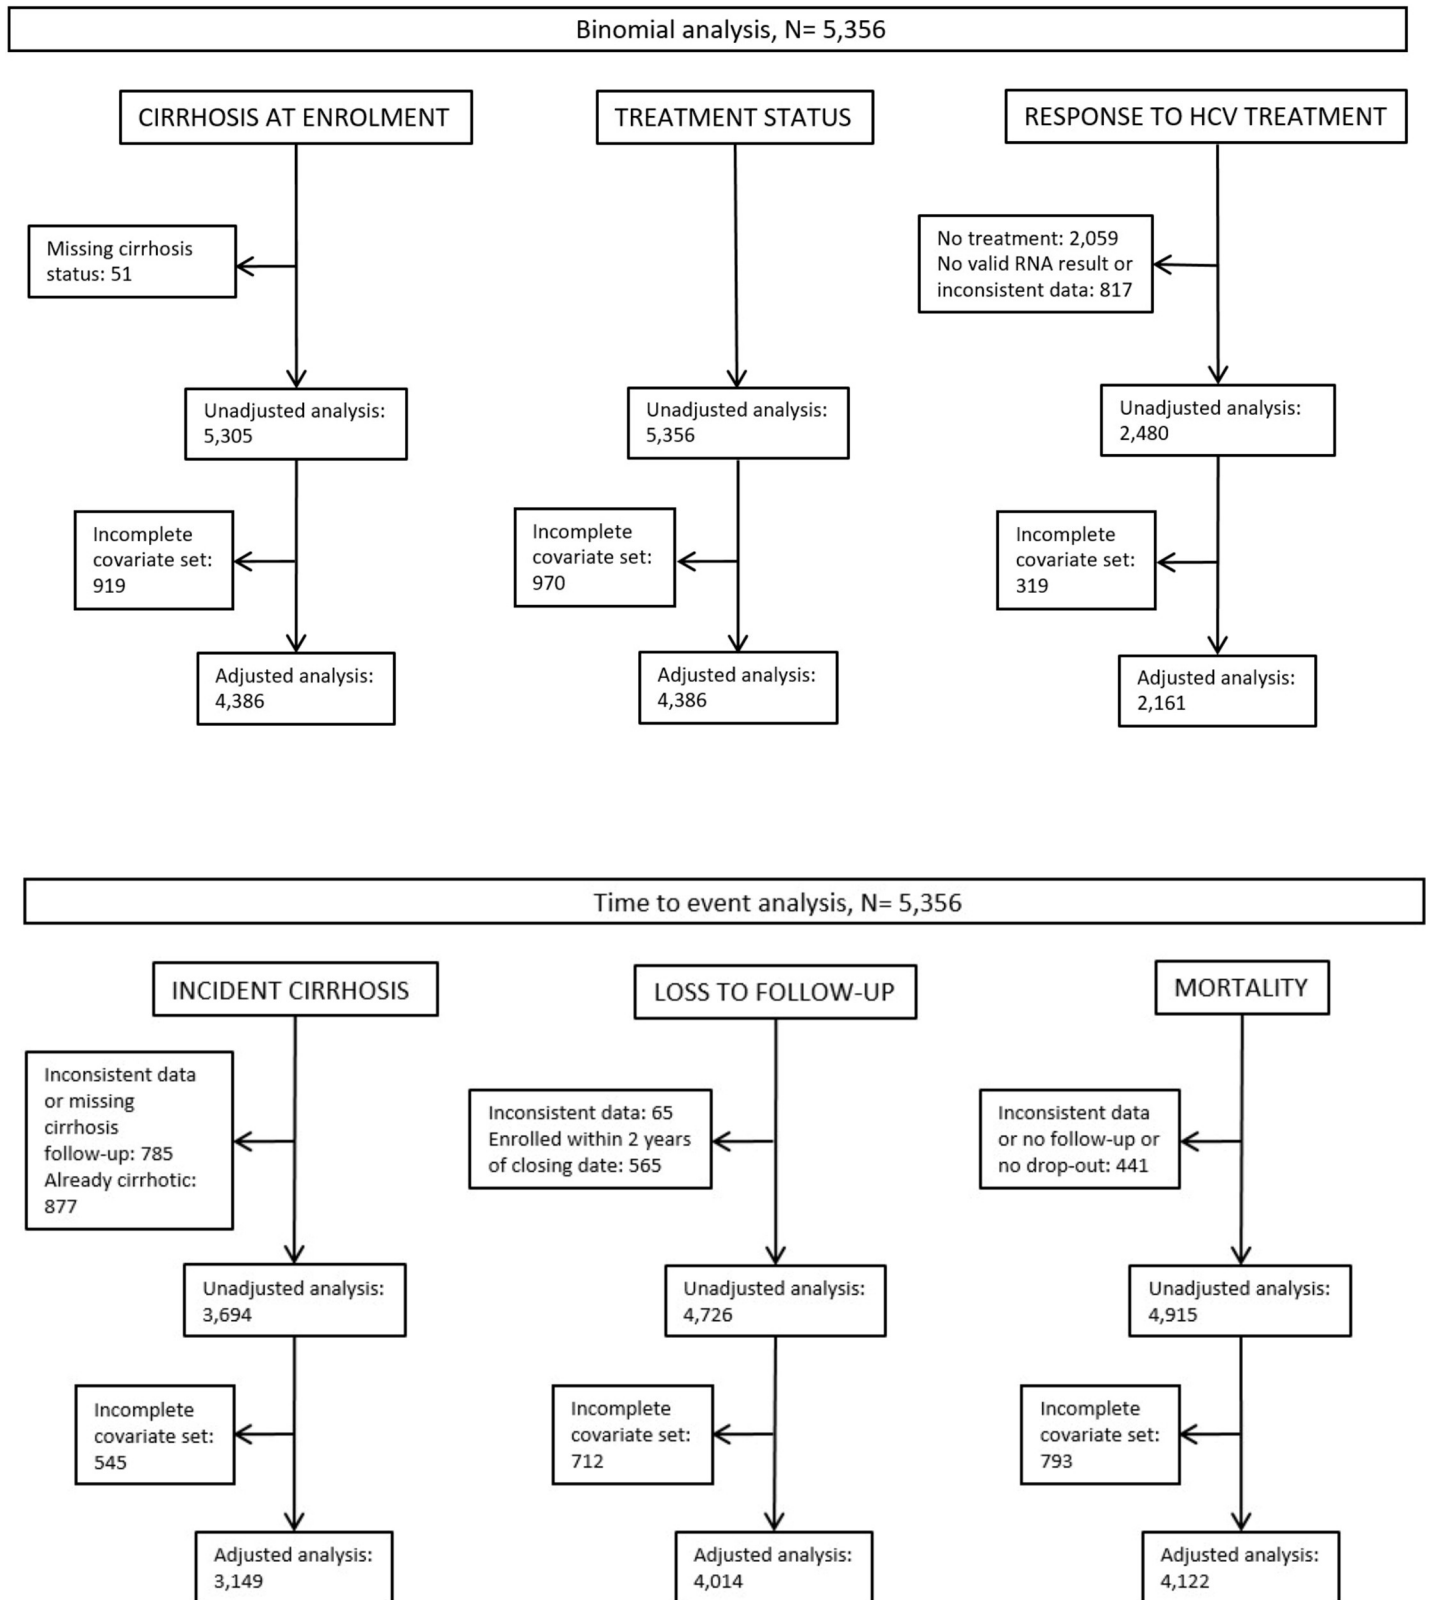 Binomial analysis, N= 5,356
CIRRHOSIS AT ENROLMENT
Missing cirrhosis
status: 51
Unadjusted analysis:
5,305
Incomplete
covariate set:
919
Adjusted analysis:
4,386
TREATMENT STATUS
Unadjusted analysis:
5,356
Incomplete
covariate set:
970
Adjusted analysis:
4,386
RESPONSE TO HCV TREATMENT
No treatment: 2,059
No valid RNA result or
inconsistent data: 817
Unadjusted analysis:
2,480
Incomplete
covariate set:
319
Adjusted analysis:
2,161
Time to event analysis, N= 5,356
INCIDENT CIRRHOSIS
Inconsistent data
or missing
cirrhosis
follow-up: 785
Already cirrhotic:
877
Unadjusted analysis:
3,694
Incomplete
covariate set:
545
Adjusted analysis:
3,149
LOSS TO FOLLOW-UP
Inconsistent data: 65
Enrolled within 2 years
of closing date: 565
Unadjusted analysis:
4,726
Incomplete
covariate set:
712
Adjusted analysis:
4,014
MORTALITY
Inconsistent data
or no follow-up or
no drop-out: 441
Unadjusted analysis:
4,915
Incomplete
covariate set:
793
Adjusted analysis:
4,122